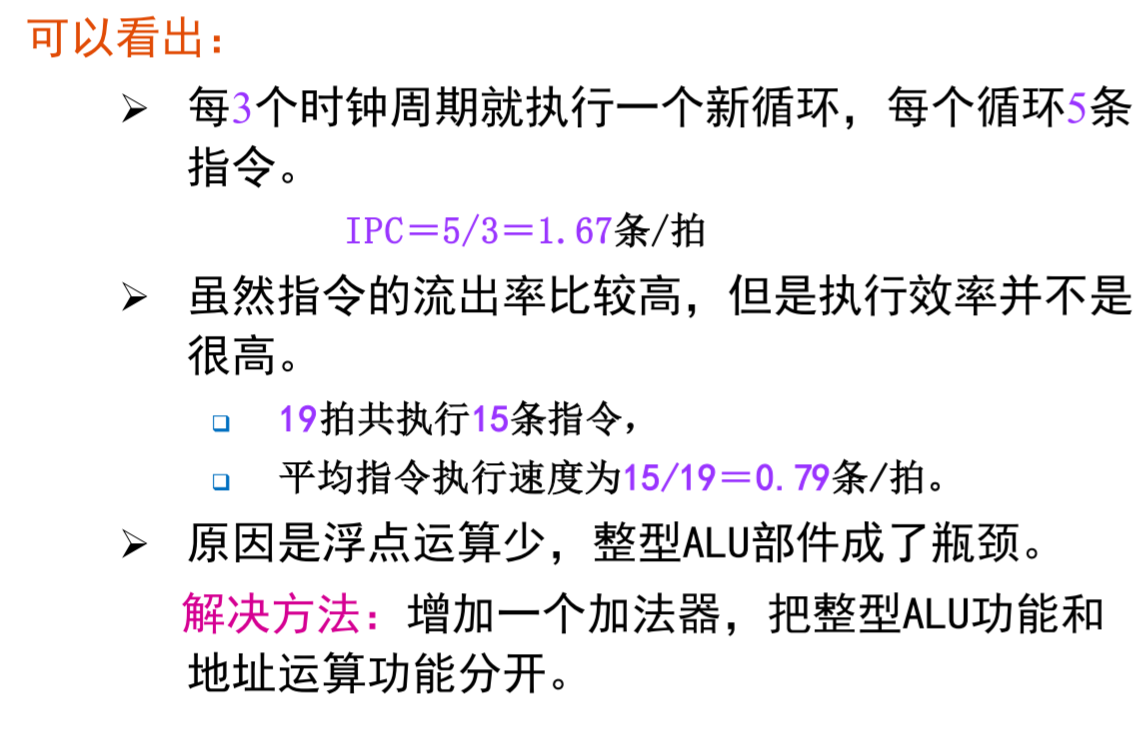 可以看出：
➢ 每3个时钟周期就执行一个新循环，每个循环5条
指令。
IPC＝5/3＝1.67条/拍
➢ 虽然指令的流出率比较高，但是执行效率并不是
很高。
❑ 19拍共执行15条指令，
❑ 平均指令执行速度为15/19＝0.79条/拍。
➢ 原因是浮点运算少，整型ALU部件成了瓶颈。
解决方法：增加一个加法器，把整型ALU功能和
地址运算功能分开。